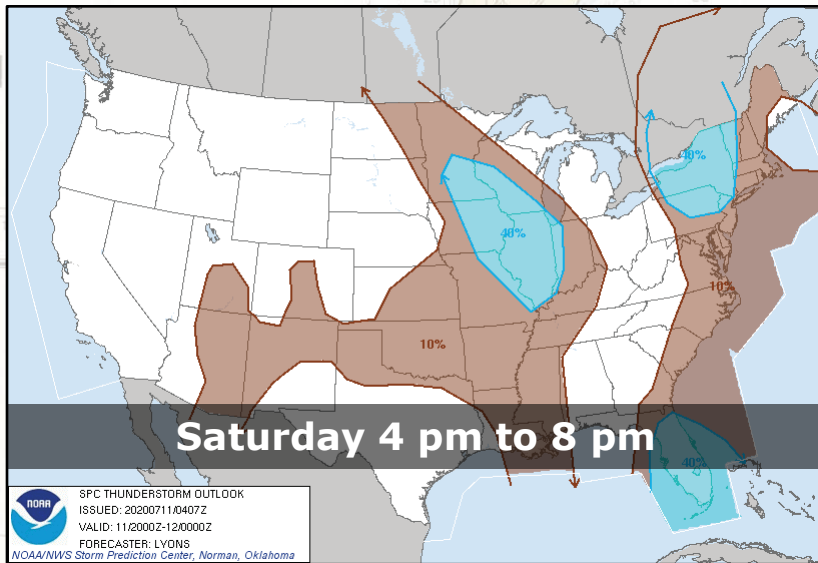 40%
40%
10%
10%
Saturday 4 pm to 8 pm
40%
NOAA
SPC THUNDERSTORM OUTLOOK
ISSUED: 20200711/0407Z
VALID: 11/2000Z-12/0000Z
FORECASTER: LYONS
NOAA/NWS Storm Prediction Center, Norman, Oklahoma